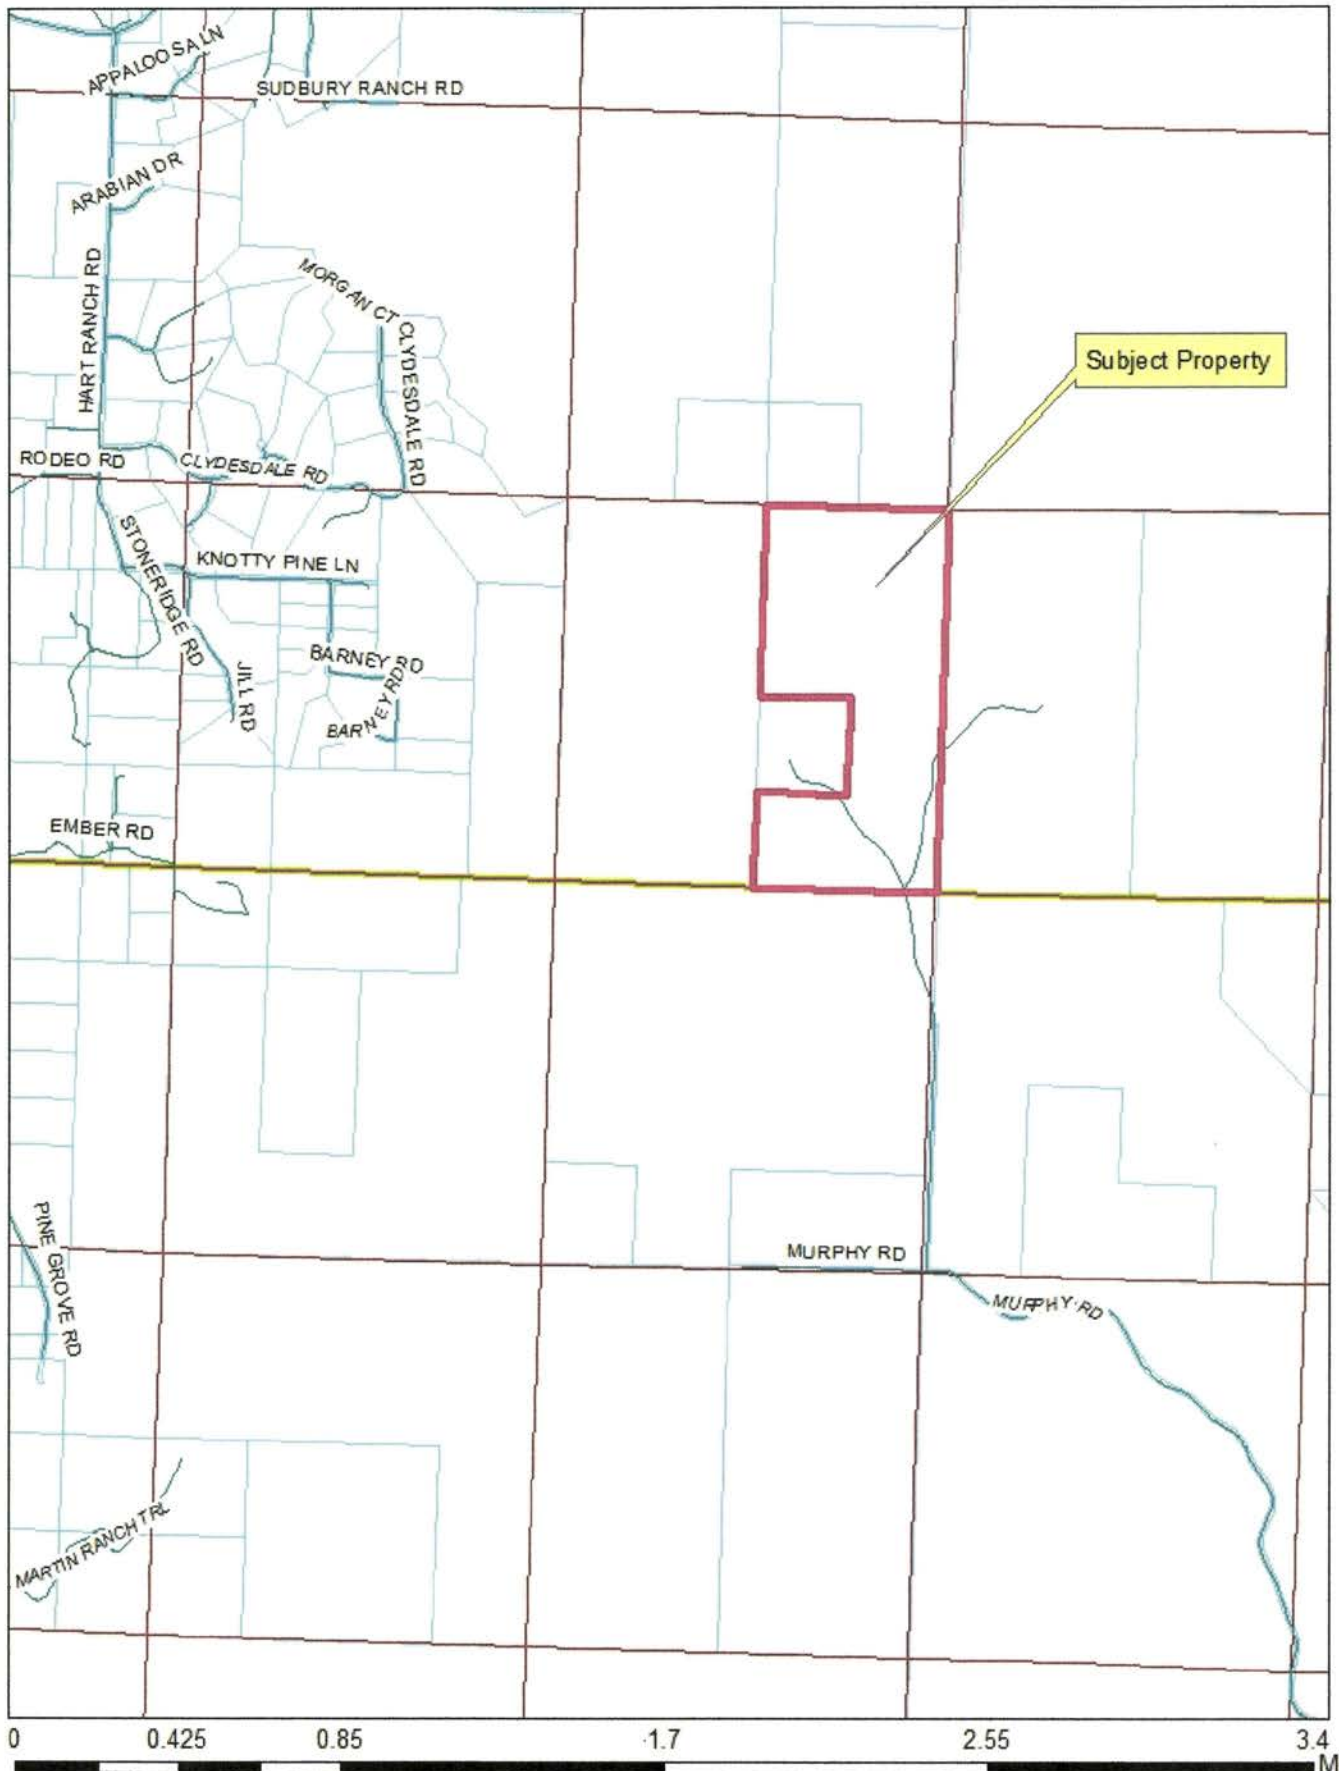 APPALOOSA LN
SUDBURY RANCH RD
ARABIAN DR
HART RANCH RD
MORGAN CT
CLYDESDALE RD
Subject Property
RODEO RD
CLYDESDALE RD
STONERIDGE RD
KNOTTY PINE LN
JILL RD
BARNEY RD
BARNEY RD
EMBER RD
PINE GROVE RD
MURPHY RD
MURPHY RD
MARTIN RANCH TRL
0 0.425 0.85 1.7 2.55 3.4
M